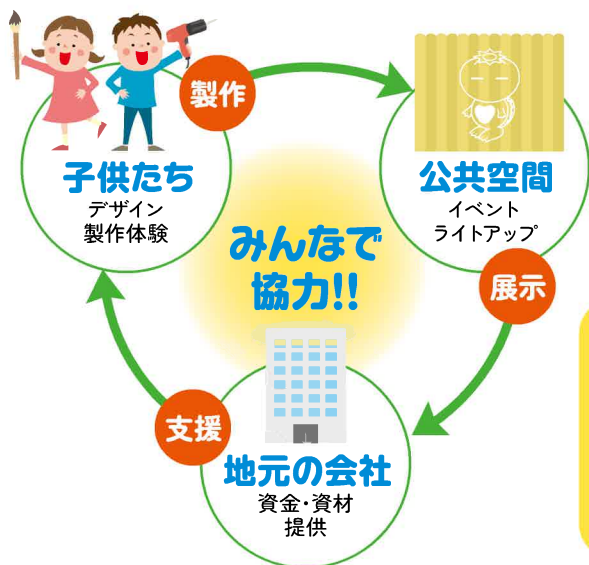 製作
子供たち
デザイン
製作体験
公共空間
イベント
ライトアップ
展示
みんなで
協力!!
支援
地元の会社
資金・資材
提供